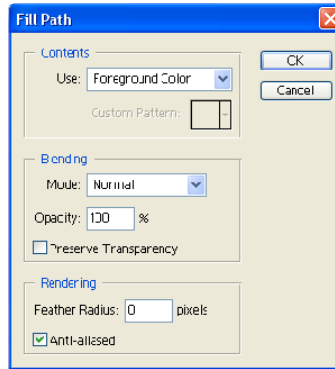 Fill Path
Contents
Use: Foreground Color
Custom Pattern:
OK
Cancel
Blending
Mode: Normal
Opacity: 100 %
Preserve Transparency
Rendering
Feather Radius: 0 pixels
Anti-aliased